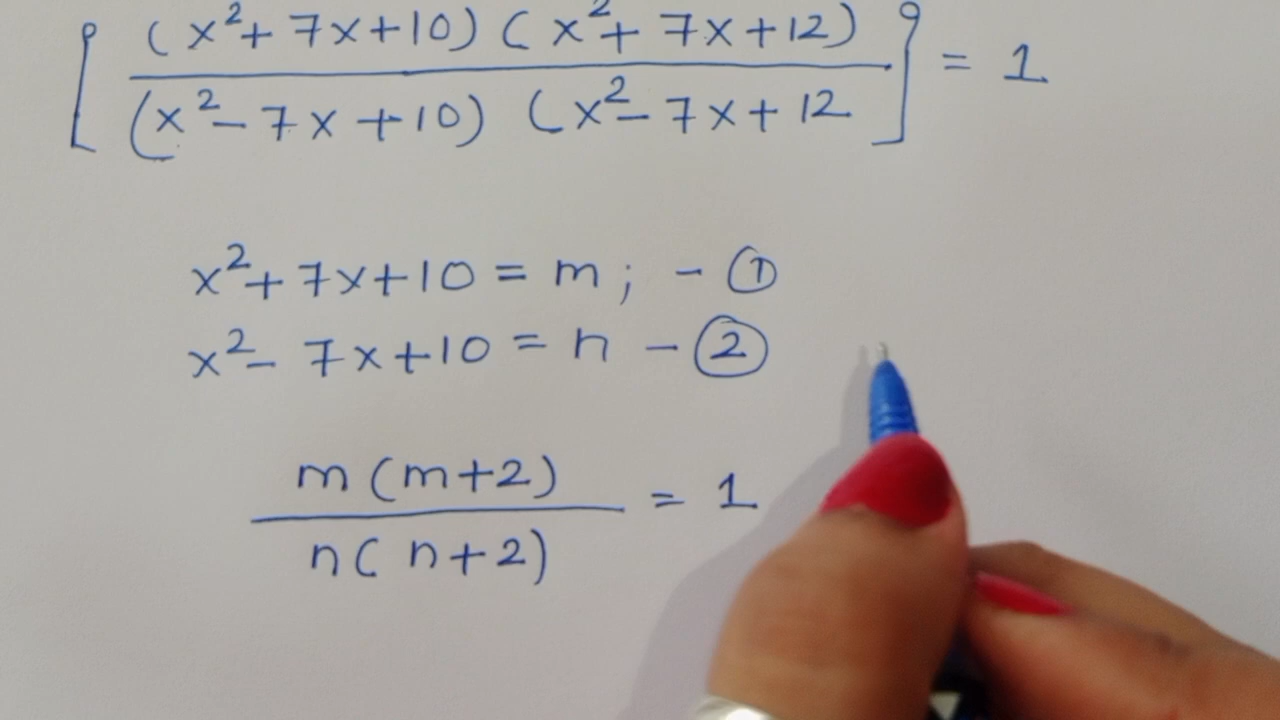 [ (x²+7x+10) (x²+7x+12)
(x²-7x+10) (x²-7x+12 ] = 1
x²+7x+10 = m ; - ①
x²-7x+10 = n - ②
m (m+2)
n( n+2) = 1